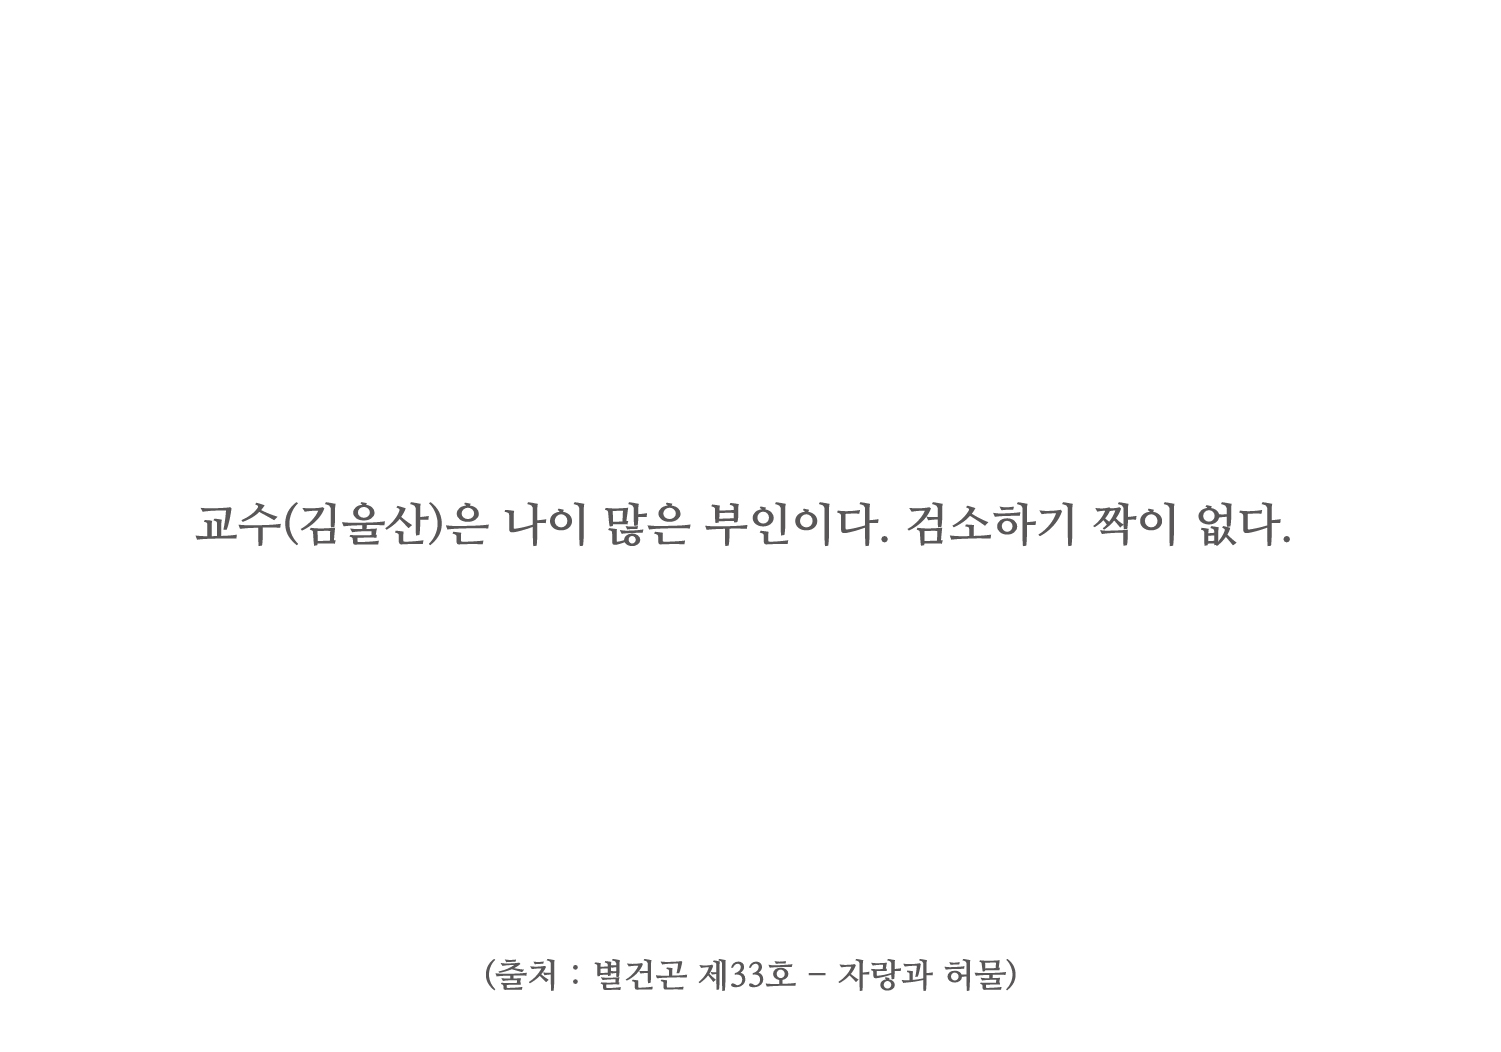 교수(김울산)은 나이 많은 부인이다. 검소하기 짝이 없다.
(출처 : 별건곤 제33호 – 자랑과 허물)